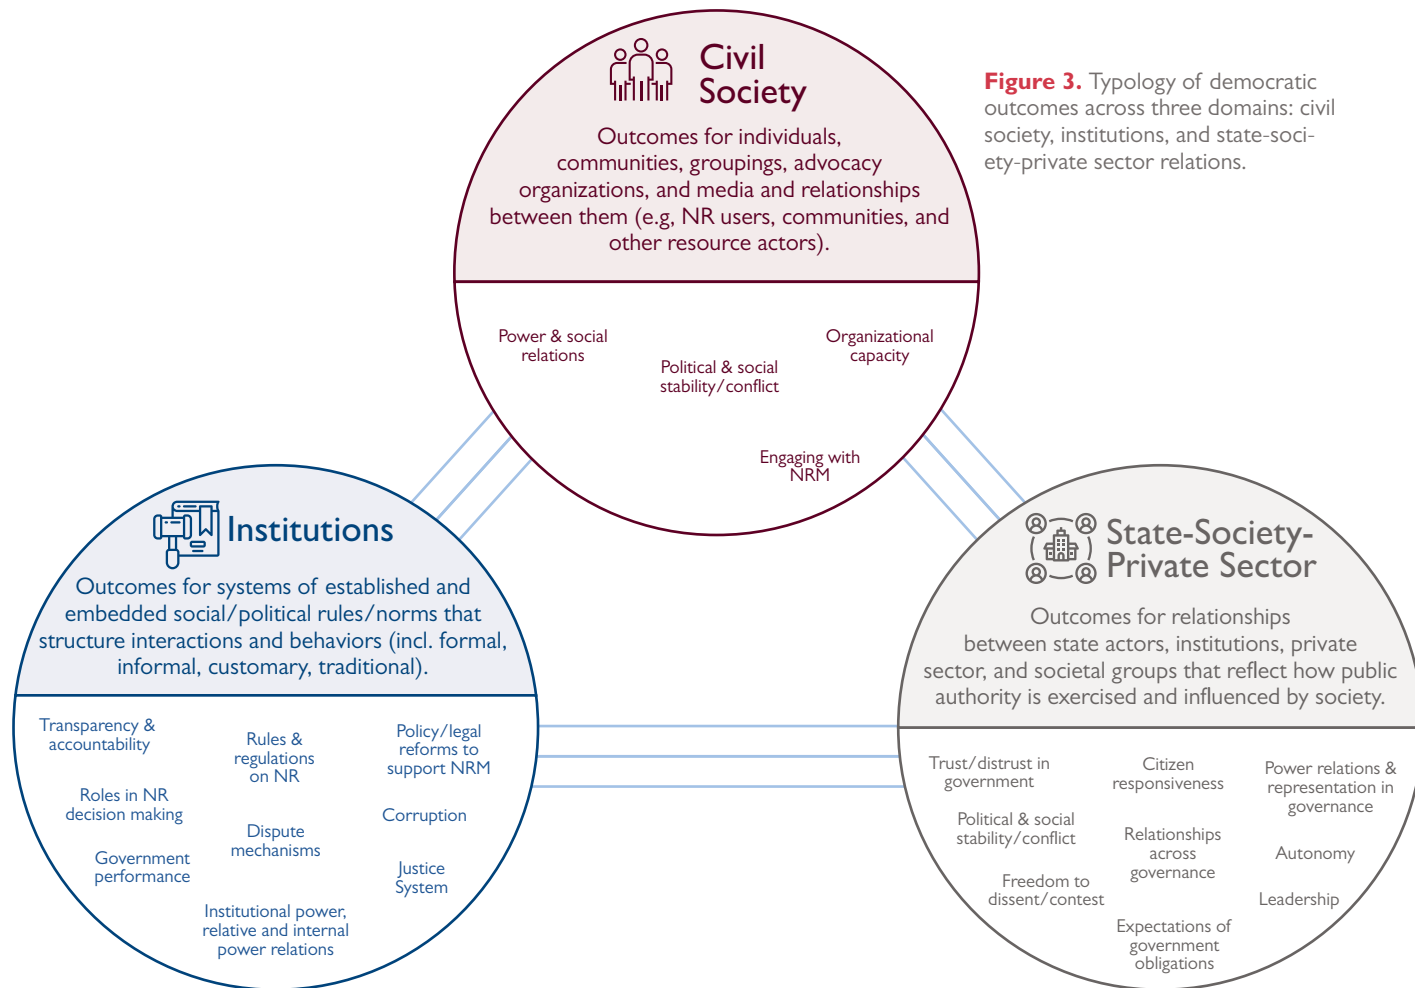 Civil
Society
Outcomes for individuals,
communities, groupings, advocacy
organizations, and media and relationships
between them (e.g, NR users, communities, and
other resource actors).
Power & social
relations
Political & social
stability/conflict
Organizational
capacity
Engaging with
NRM
Figure 3. Typology of democratic
outcomes across three domains: civil
society, institutions, and state-soci-
ety-private sector relations.
Institutions
Outcomes for systems of established and
embedded social/political rules/norms that
structure interactions and behaviors (incl. formal,
informal, customary, traditional).
Transparency &
accountability
Rules &
regulations
on NR
Policy/legal
reforms to
support NRM
Roles in NR
decision making
Dispute
mechanisms
Corruption
Government
performance
Justice
System
Institutional power,
relative and internal
power relations
State-Society-
Private Sector
Outcomes for relationships
between state actors, institutions, private
sector, and societal groups that reflect how public
authority is exercised and influenced by society.
Trust/distrust in
government
Citizen
responsiveness
Power relations &
representation in
governance
Political & social
stability/conflict
Relationships
across
governance
Autonomy
Freedom to
dissent/contest
Leadership
Expectations of
government
obligations